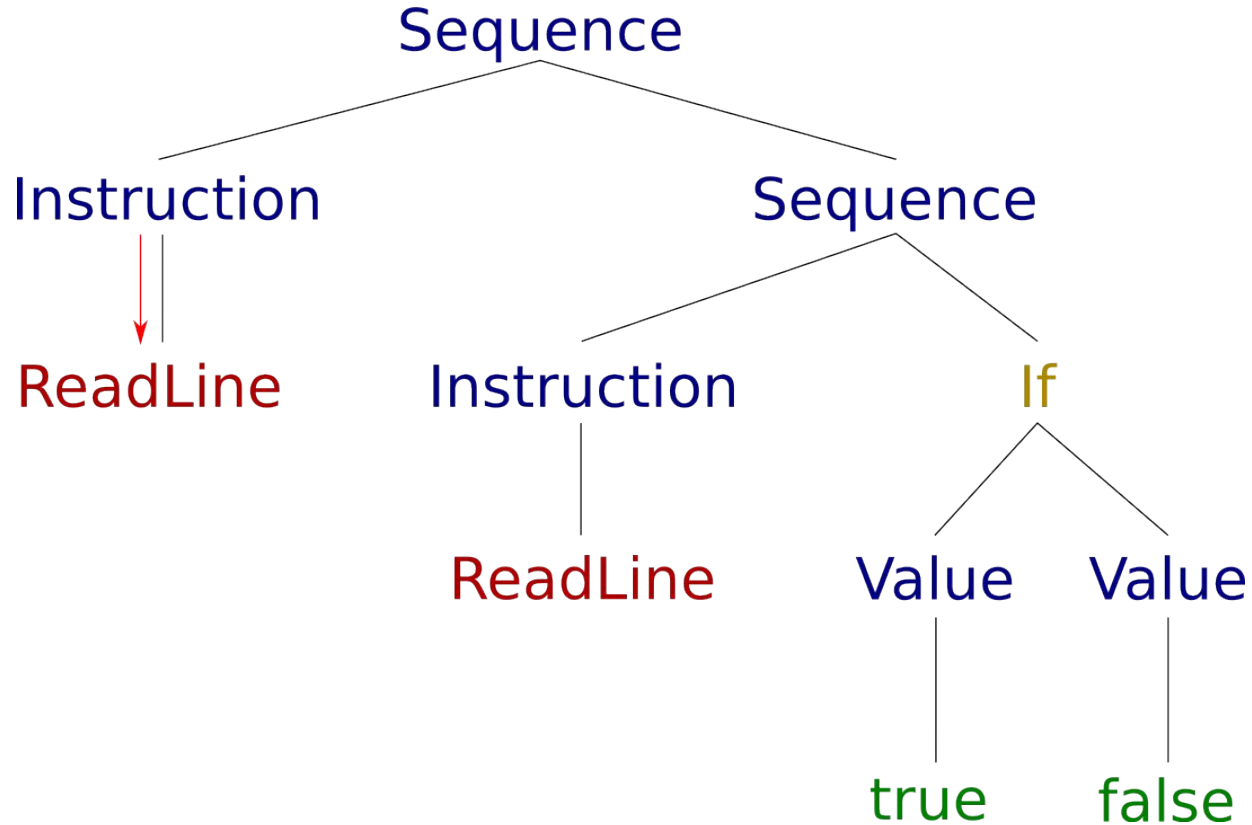 Sequence
Instruction Sequence
ReadLine Instruction If
ReadLine Value Value
true false